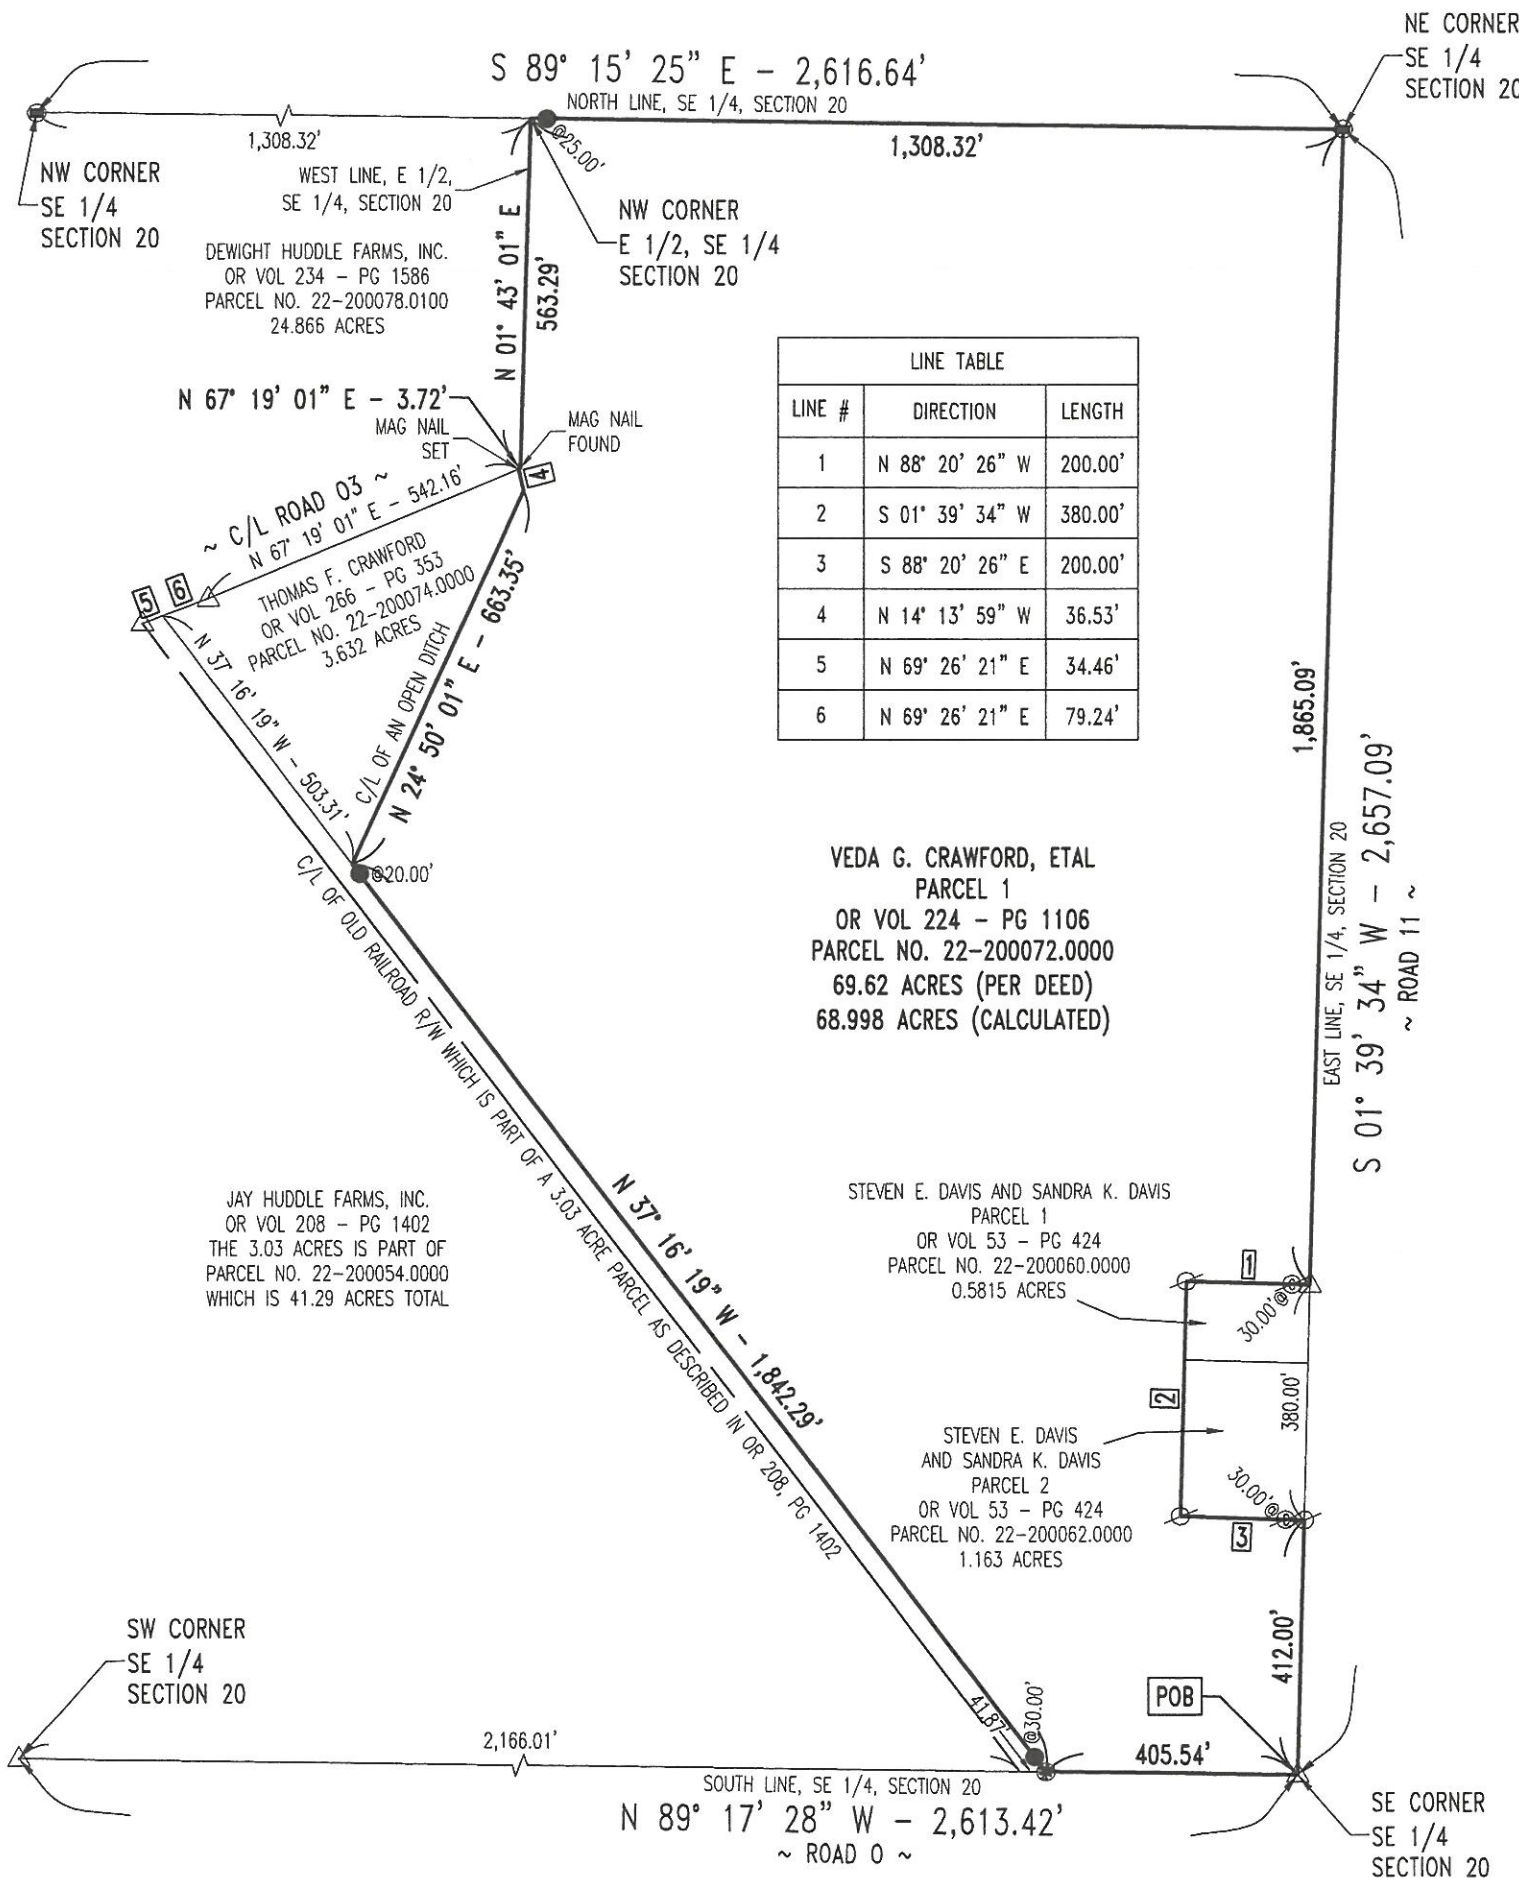 NE CORNER
SE 1/4
SECTION 20
S 89° 15' 25" E - 2,616.64'
NORTH LINE, SE 1/4, SECTION 20
1,308.32'
@25.00'
1,308.32'
NW CORNER
SE 1/4
SECTION 20
WEST LINE, E 1/2,
SE 1/4, SECTION 20
NW CORNER
E 1/2, SE 1/4
SECTION 20
DEWIGHT HUDDLE FARMS, INC.
OR VOL 234 - PG 1586
PARCEL NO. 22-200078.0100
24.866 ACRES
N 01° 43' 01" E
563.29'
N 67° 19' 01" E - 3.72'
MAG NAIL
SET
MAG NAIL
FOUND
4
LINE TABLE
LINE # DIRECTION LENGTH
1 N 88° 20' 26" W 200.00'
2 S 01° 39' 34" W 380.00'
3 S 88° 20' 26" E 200.00'
4 N 14° 13' 59" W 36.53'
5 N 69° 26' 21" E 34.46'
6 N 69° 26' 21" E 79.24'
~ C/L ROAD 03 ~
N 67° 19' 01" E - 542.16'
5
6
THOMAS F. CRAWFORD
OR VOL 266 - PG 353
PARCEL NO. 22-200074.0000
3.632 ACRES
N 37° 16' 19" W - 503.31'
C/L OF AN OPEN DITCH
N 24° 50' 01" E - 663.35'
@20.00'
1,865.09'
EAST LINE, SE 1/4, SECTION 20
S 01° 39' 34" W - 2,657.09'
~ ROAD 11 ~
VEDA G. CRAWFORD, ETAL
PARCEL 1
OR VOL 224 - PG 1106
PARCEL NO. 22-200072.0000
69.62 ACRES (PER DEED)
68.998 ACRES (CALCULATED)
C/L OF OLD RAILROAD R/W WHICH IS PART OF A 3.03 ACRE PARCEL AS DESCRIBED IN OR 208, PG 1402
N 37° 16' 19" W - 1,842.29'
JAY HUDDLE FARMS, INC.
OR VOL 208 - PG 1402
THE 3.03 ACRES IS PART OF
PARCEL NO. 22-200054.0000
WHICH IS 41.29 ACRES TOTAL
STEVEN E. DAVIS AND SANDRA K. DAVIS
PARCEL 1
OR VOL 53 - PG 424
PARCEL NO. 22-200060.0000
0.5815 ACRES
1
30.00'@
2
380.00'
STEVEN E. DAVIS
AND SANDRA K. DAVIS
PARCEL 2
OR VOL 53 - PG 424
PARCEL NO. 22-200062.0000
1.163 ACRES
30.00'@
3
412.00'
SW CORNER
SE 1/4
SECTION 20
POB
41.87'
@30.00'
2,166.01'
405.54'
SOUTH LINE, SE 1/4, SECTION 20
N 89° 17' 28" W - 2,613.42'
~ ROAD O ~
SE CORNER
SE 1/4
SECTION 20